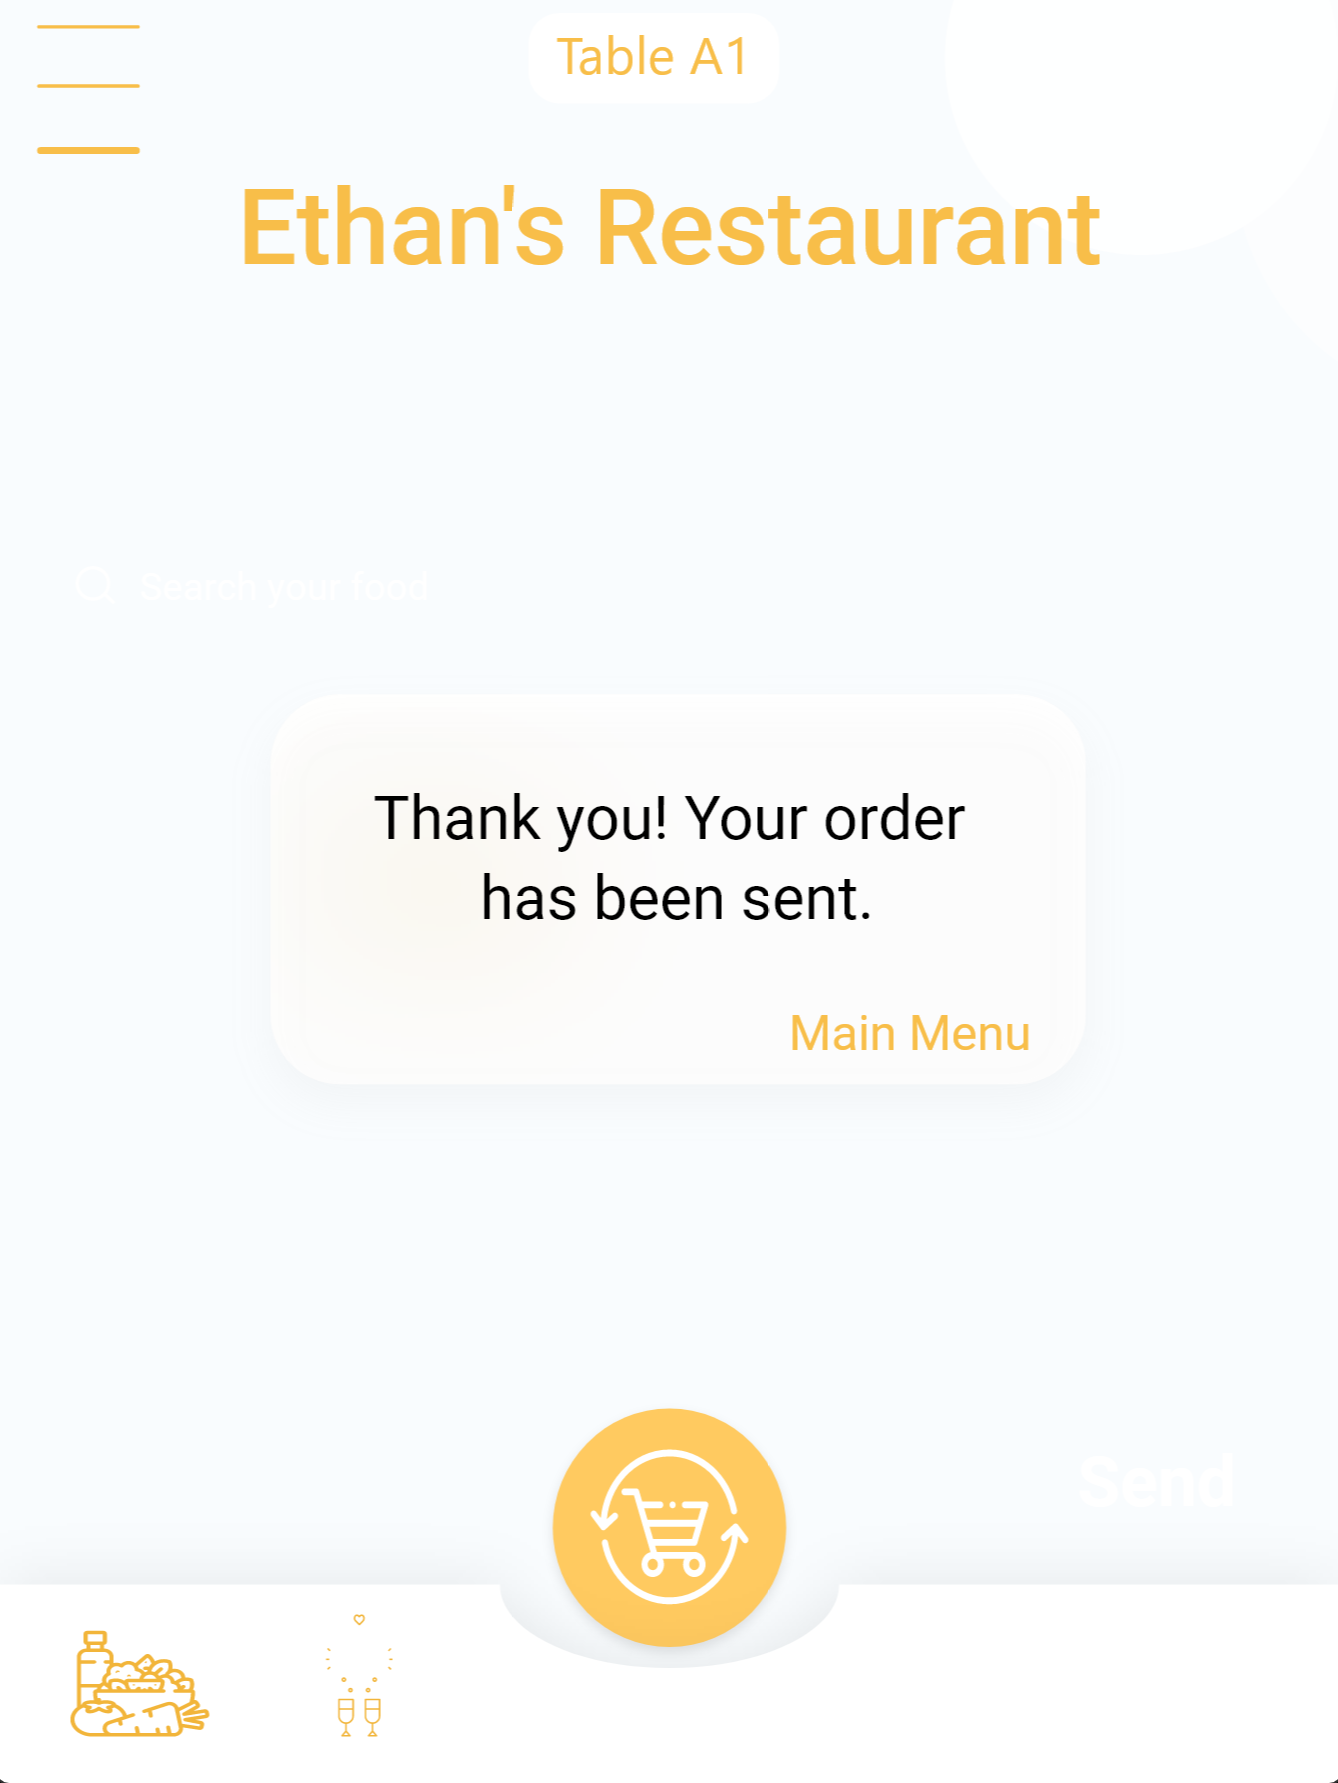 Table A1
Ethan's Restaurant
Search your food
Thank you! Your order
has been sent.
Main Menu
Send